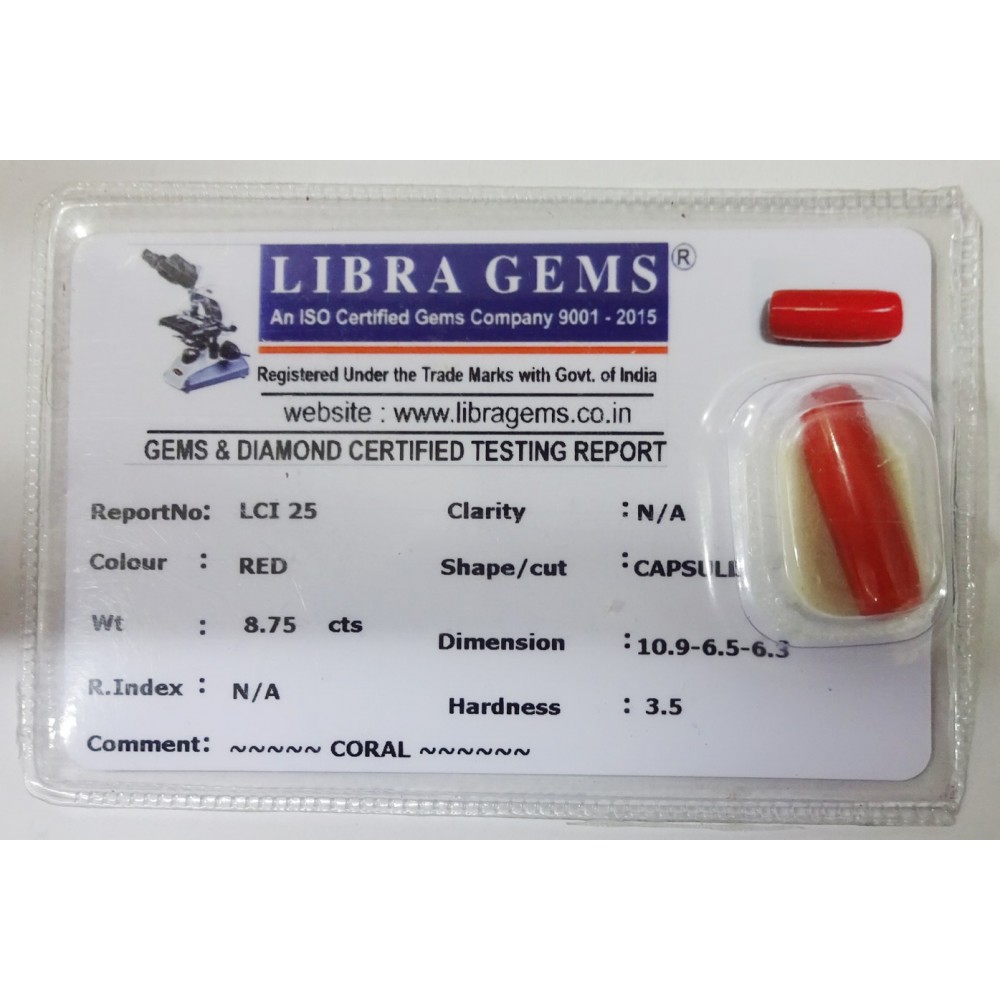 LIBRA GEMS ®
An ISO Certified Gems Company 9001 - 2015
Registered Under the Trade Marks with Govt. of India
website : www.libragems.co.in
GEMS & DIAMOND CERTIFIED TESTING REPORT
ReportNo: LCI 25 Clarity : N/A
Colour : RED Shape/cut : CAPSULE
Wt : 8.75 cts Dimension : 10.9-6.5-6.3
R.Index : N/A Hardness : 3.5
Comment: ~~~~~ CORAL ~~~~~~